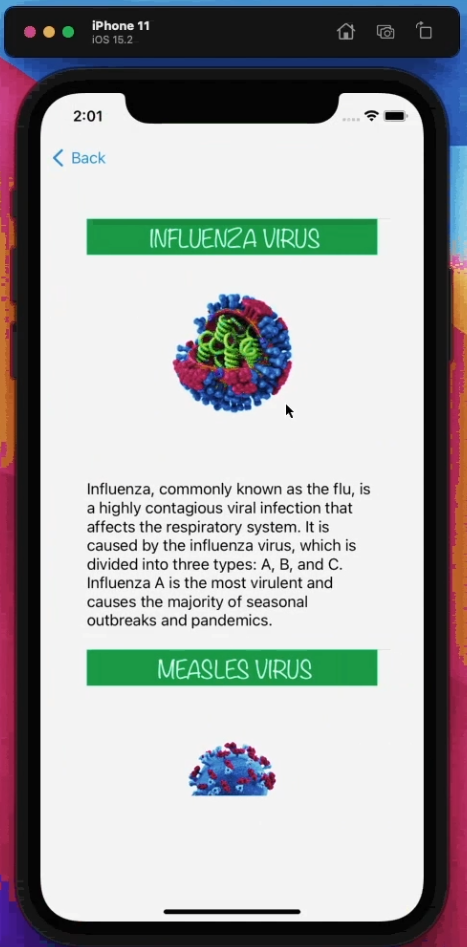 iPhone 11
iOS 15.2
2:01
Back
INFLUENZA VIRUS
Influenza, commonly known as the flu, is
a highly contagious viral infection that
affects the respiratory system. It is
caused by the influenza virus, which is
divided into three types: A, B, and C.
Influenza A is the most virulent and
causes the majority of seasonal
outbreaks and pandemics.
MEASLES VIRUS